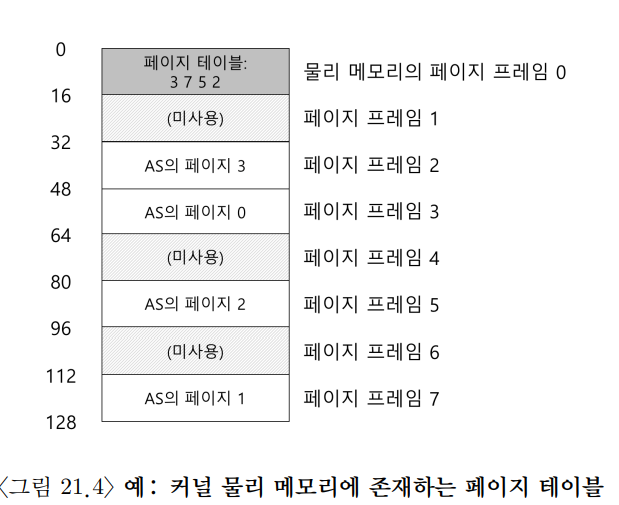 0
페이지 테이블:
3 7 5 2
물리 메모리의 페이지 프레임 0
16
(미사용)
페이지 프레임 1
32
AS의 페이지 3
페이지 프레임 2
48
AS의 페이지 0
페이지 프레임 3
64
(미사용)
페이지 프레임 4
80
AS의 페이지 2
페이지 프레임 5
96
(미사용)
페이지 프레임 6
112
AS의 페이지 1
페이지 프레임 7
128
〈그림 21.4〉 예: 커널 물리 메모리에 존재하는 페이지 테이블